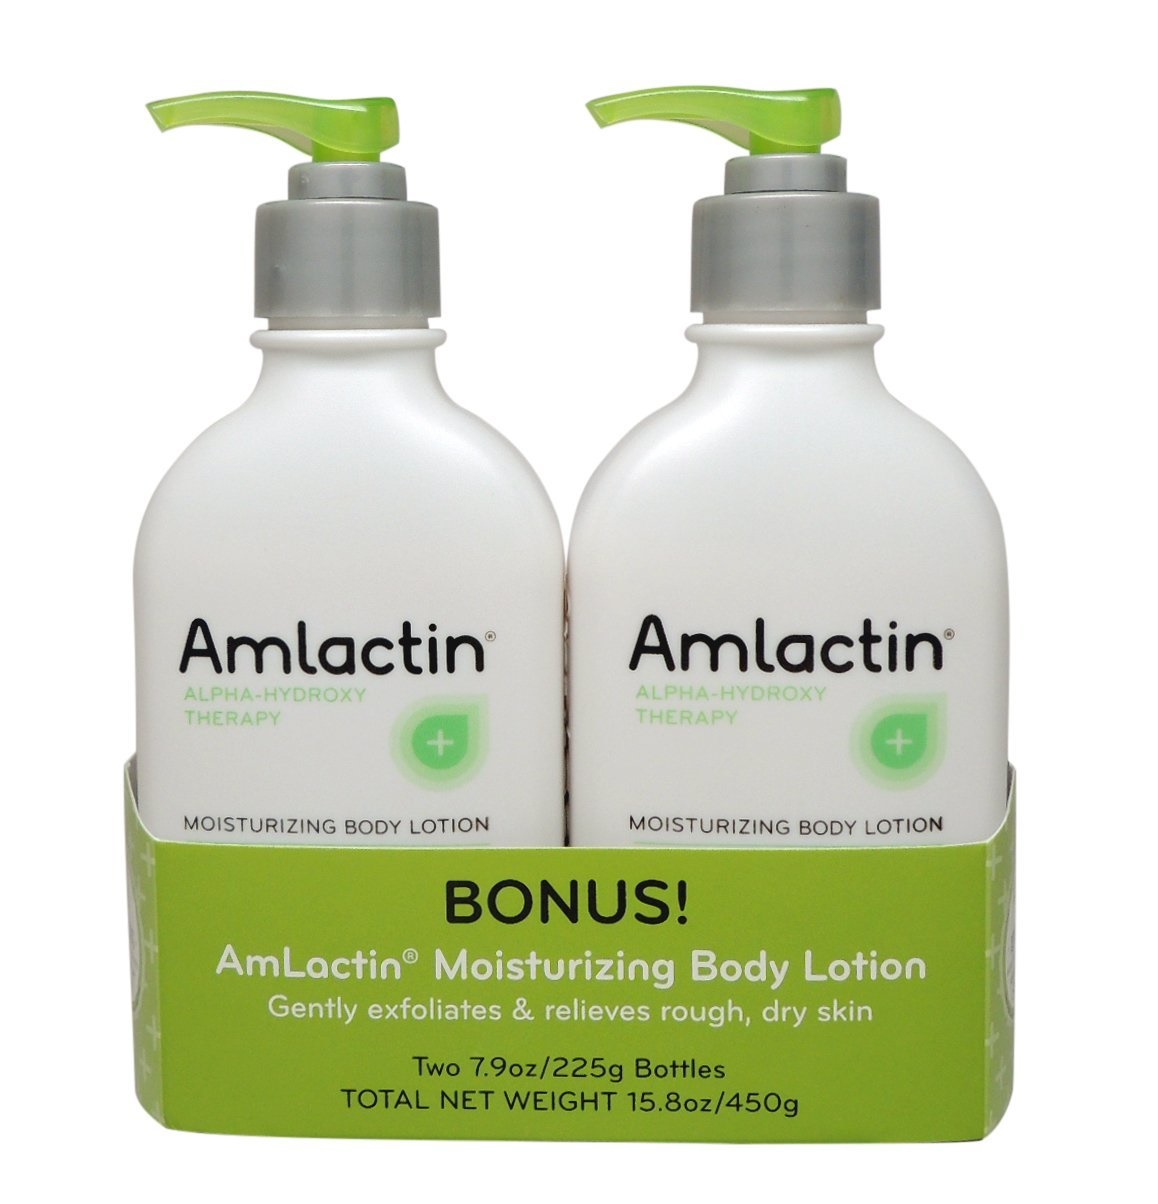 Amlactin®
ALPHA-HYDROXY
THERAPY
MOISTURIZING BODY LOTION
Amlactin®
ALPHA-HYDROXY
THERAPY
MOISTURIZING BODY LOTION
BONUS!
AmLactin® Moisturizing Body Lotion
Gently exfoliates & relieves rough, dry skin
Two 7.9oz/225g Bottles
TOTAL NET WEIGHT 15.8oz/450g